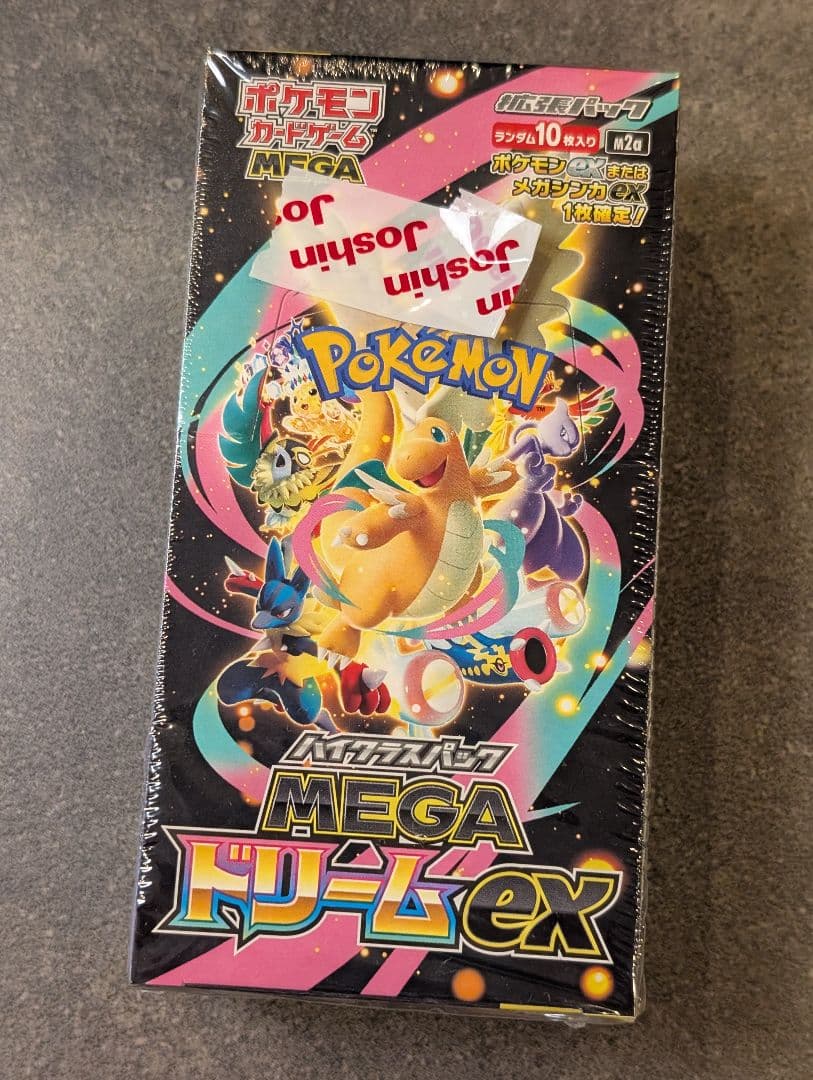 ポケモン
カードゲーム
MEGA
拡張パック
ランダム10枚入り M2a
ポケモンexまたは
メガシンカex
1枚確定!
Joshin
Joshin
Joshin
Pokémon
TM
ハイクラスパック
MEGA
ドリームex